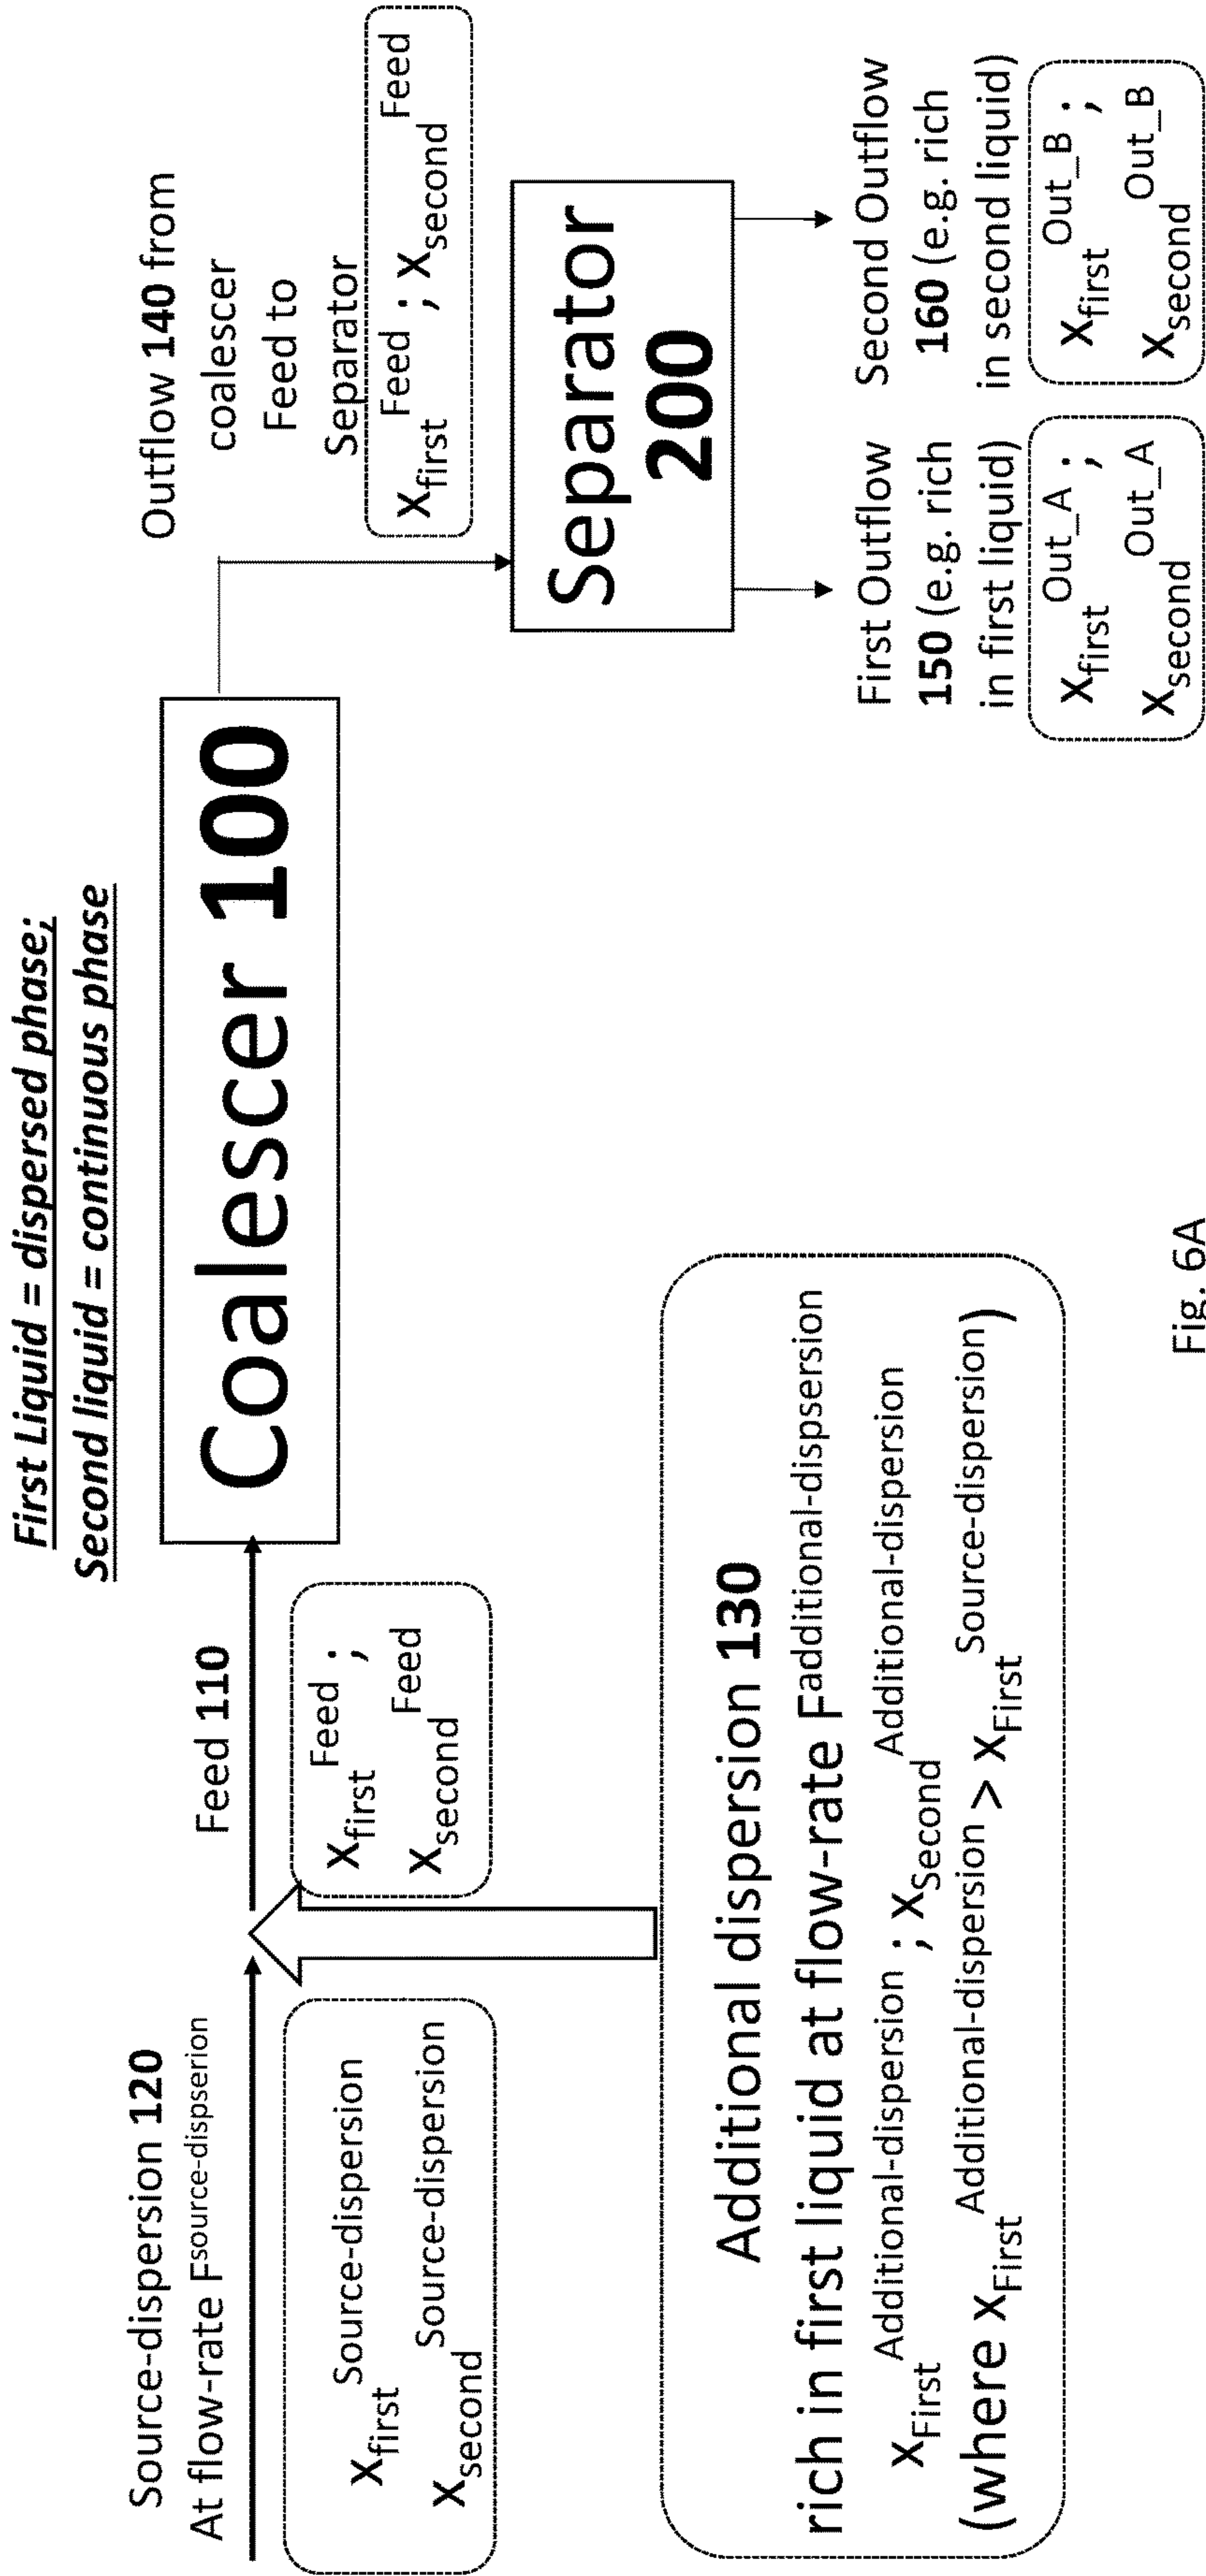 First Liquid = dispersed phase;
Second liquid = continuous phase
Source-dispersion 120
At flow-rate Fsource-dispserion
xfirst Source-dispersion
xsecond Source-dispersion
Feed 110
xfirst Feed ;
xsecond Feed
Coalescer 100
Outflow 140 from
coalescer
Feed to
Separator
xfirst Feed ; xsecond Feed
Separator
200
First Outflow
150 (e.g. rich
in first liquid)
xfirst Out_A ;
xsecond Out_A
Second Outflow
160 (e.g. rich
in second liquid)
xfirst Out_B ;
xsecond Out_B
Additional dispersion 130
rich in first liquid at flow-rate Fadditional-dispsersion
xFirst Additional-dispersion ; xSecond Additional-dispersion
(where xFirst Additional-dispersion > xFirst Source-dispersion)
Fig. 6A